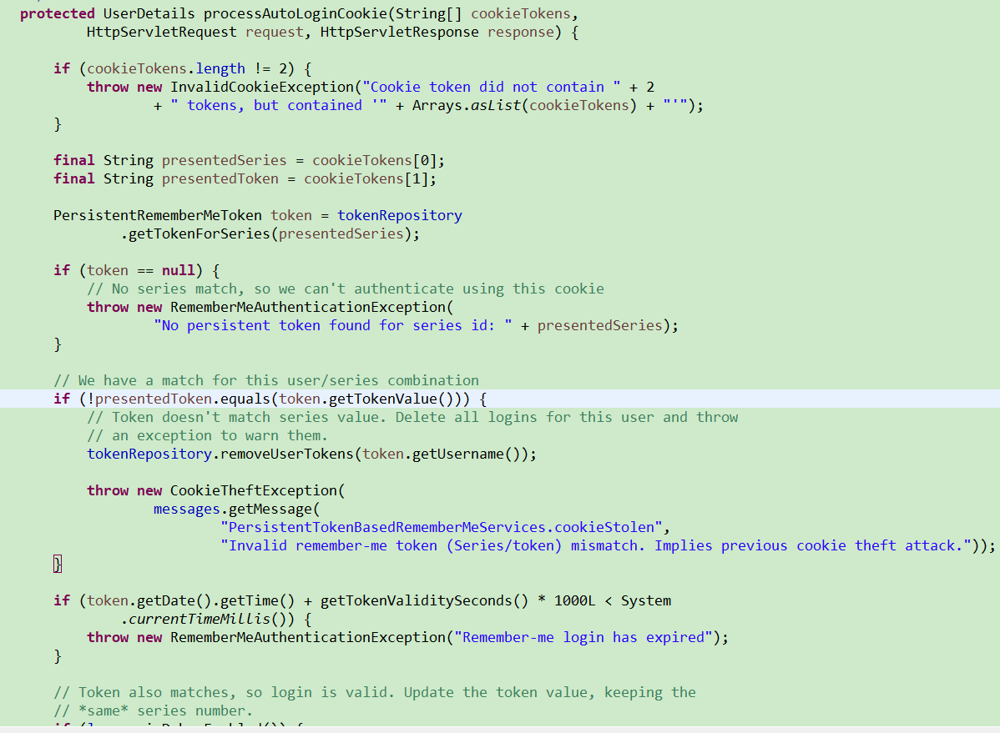 protected UserDetails processAutoLoginCookie(String[] cookieTokens,
HttpServletRequest request, HttpServletResponse response) {
if (cookieTokens.length != 2) {
throw new InvalidCookieException("Cookie token did not contain " + 2
+ " tokens, but contained '" + Arrays.asList(cookieTokens) + "'");
}
final String presentedSeries = cookieTokens[0];
final String presentedToken = cookieTokens[1];
PersistentRememberMeToken token = tokenRepository
.getTokenForSeries(presentedSeries);
if (token == null) {
// No series match, so we can't authenticate using this cookie
throw new RememberMeAuthenticationException(
"No persistent token found for series id: " + presentedSeries);
}
// We have a match for this user/series combination
if (!presentedToken.equals(token.getTokenValue())) {
// Token doesn't match series value. Delete all logins for this user and throw
// an exception to warn them.
tokenRepository.removeUserTokens(token.getUsername());
throw new CookieTheftException(
messages.getMessage(
"PersistentTokenBasedRememberMeServices.cookieStolen",
"Invalid remember-me token (Series/token) mismatch. Implies previous cookie theft attack."));
}
if (token.getDate().getTime() + getTokenValiditySeconds() * 1000L < System
.currentTimeMillis()) {
throw new RememberMeAuthenticationException("Remember-me login has expired");
}
// Token also matches, so login is valid. Update the token value, keeping the
// *same* series number.